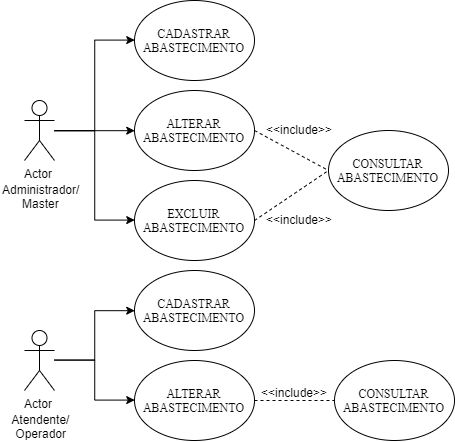 CADASTRAR
ABASTECIMENTO
ALTERAR
ABASTECIMENTO
<<include>>
CONSULTAR
ABASTECIMENTO
Actor
Administrador/
Master
EXCLUIR
ABASTECIMENTO
<<include>>
CADASTRAR
ABASTECIMENTO
Actor
Atendente/
Operador
ALTERAR
ABASTECIMENTO
<<include>>
CONSULTAR
ABASTECIMENTO